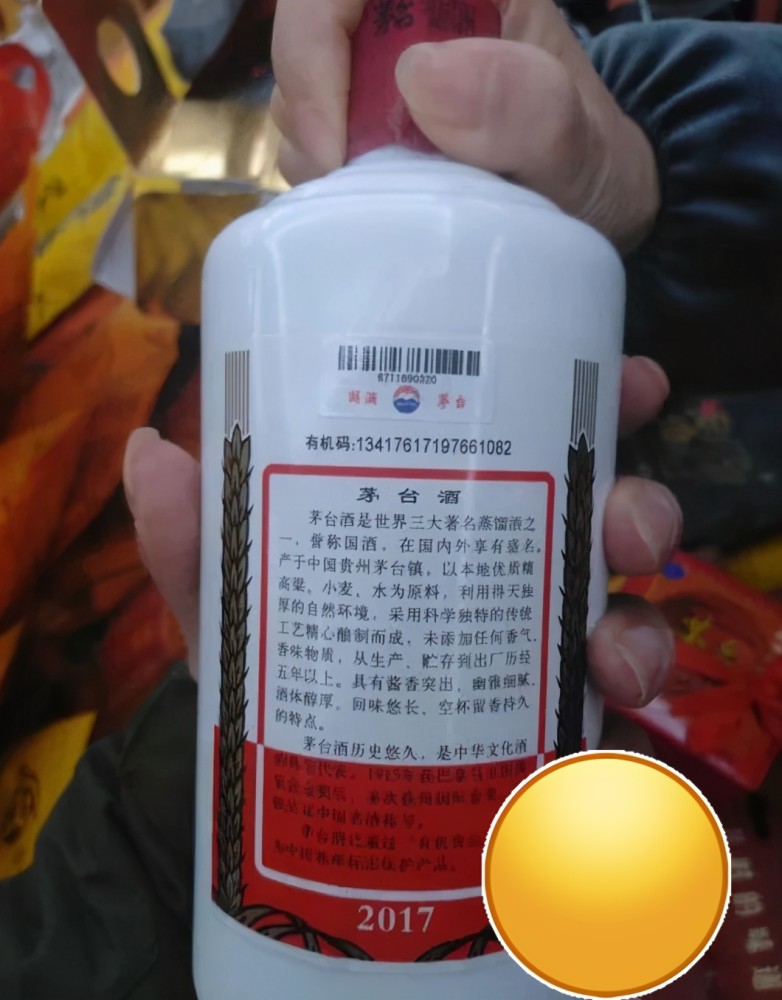 茅台
6711690320
茅台
有机码:13417617197661082
茅台酒
茅台酒是世界三大著名蒸馏酒之
一，誉称国酒，在国内外享有盛名。
产于中国贵州茅台镇，以本地优质糯
高粱、小麦、水为原料，利用得天独
厚的自然环境，采用科学独特的传统
工艺精心酿制而成，未添加任何香气、
香味物质，从生产、贮存到出厂历经
五年以上。具有酱香突出、幽雅细腻、
酒体醇厚、回味悠长、空杯留香持久
的特点。
茅台酒历史悠久，是中华文化酒
2017